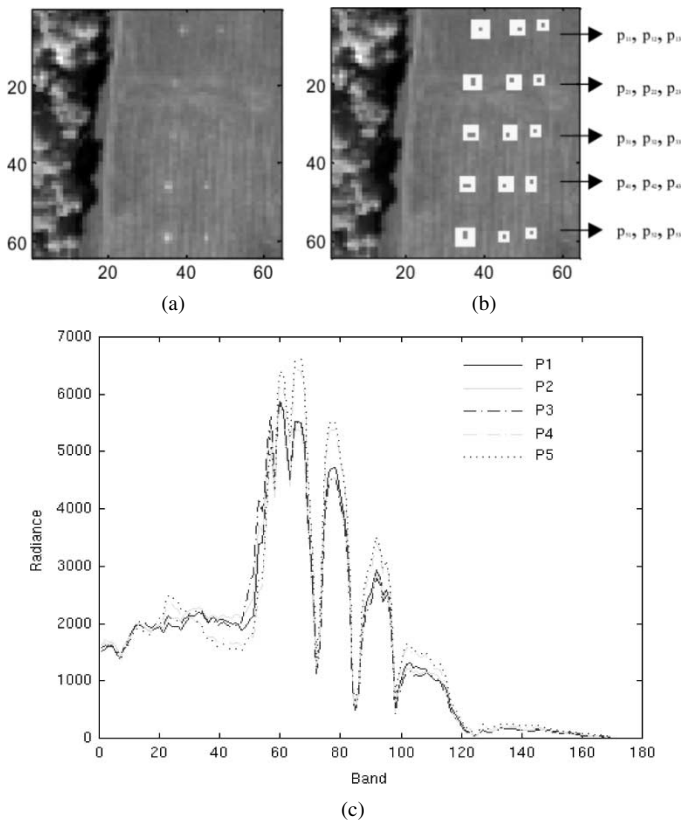 20
40
60
20
40
60
(a)
20
40
60
20
40
60
p₁₁, p₁₂, p₁₃
p₂₁, p₂₂, p₂₃
p₃₁, p₃₂, p₃₃
p₄₁, p₄₂, p₄₃
p₅₁, p₅₂, p₅₃
(b)
7000
6000
5000
4000
3000
2000
1000
0
Radiance
P1
P2
P3
P4
P5
0 20 40 60 80 100 120 140 160 180
Band
(c)